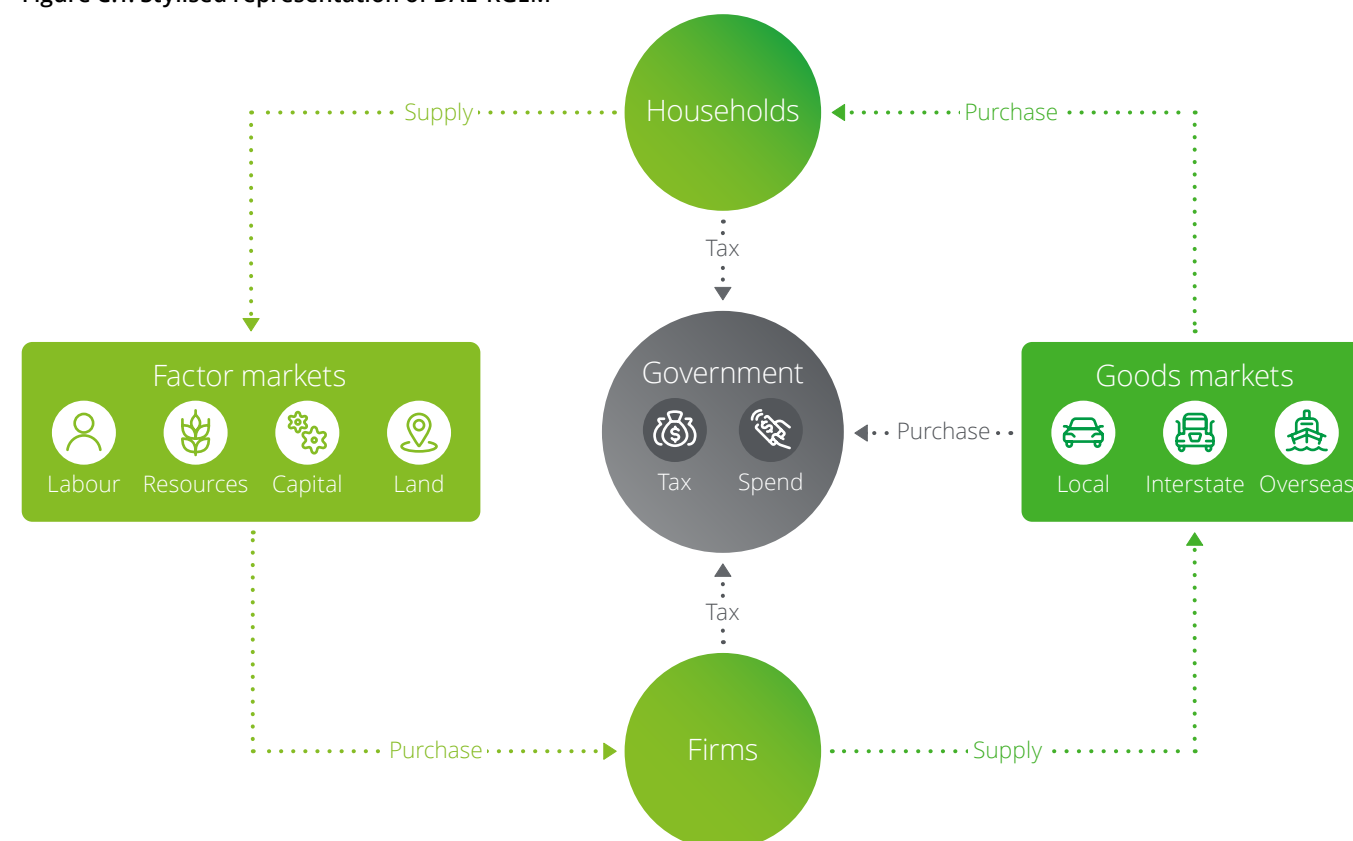 Households
Supply
Purchase
Tax
Factor markets
Labour
Resources
Capital
Land
Government
Tax
Spend
Purchase
Goods markets
Local
Interstate
Overseas
Tax
Purchase
Firms
Supply